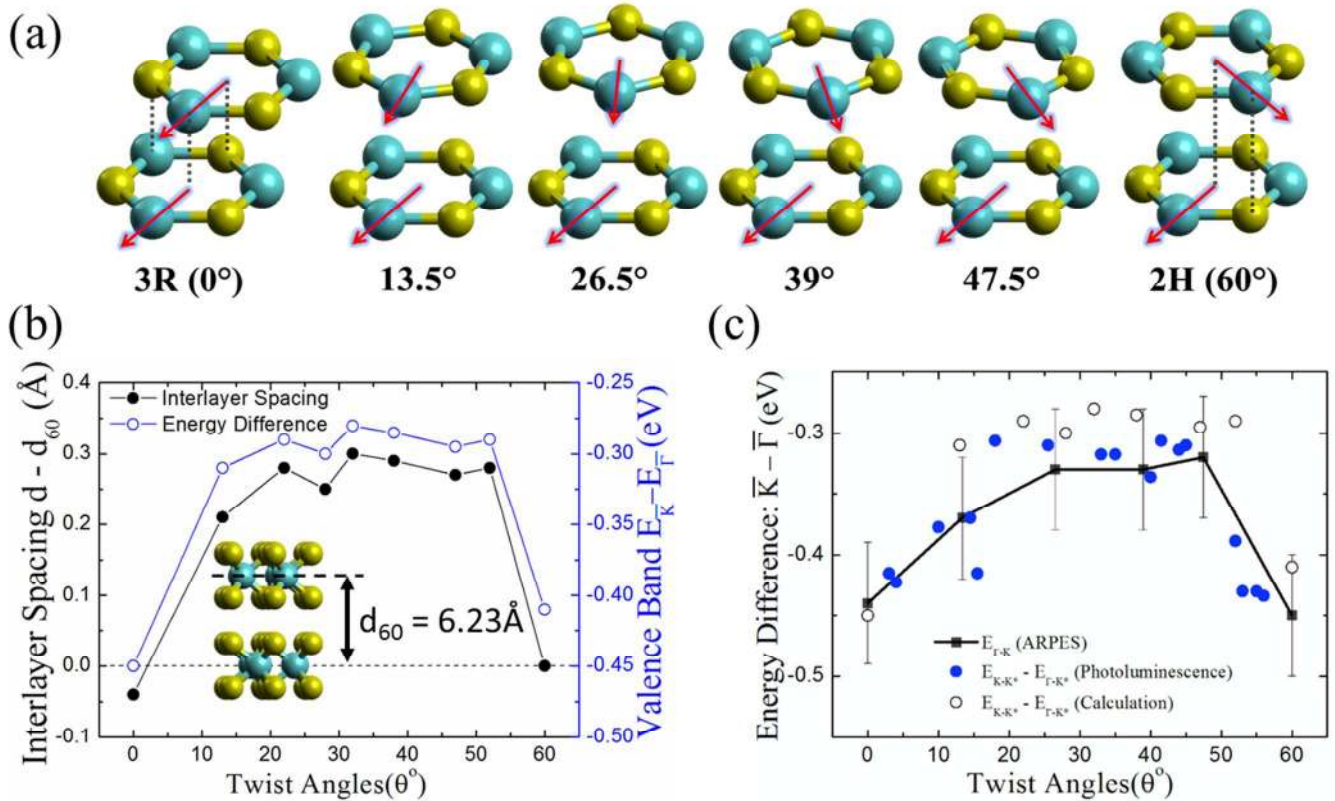 (a)
3R (0°) 13.5° 26.5° 39° 47.5° 2H (60°)
(b)
Interlayer Spacing d - d60 (Å)
0.4
0.3
0.2
0.1
0.0
-0.1
Interlayer Spacing
Energy Difference
d60 = 6.23Å
-0.25
-0.30
-0.35
-0.40
-0.45
-0.50
Valence Band EK̅-EΓ̅ (eV)
0 10 20 30 40 50 60
Twist Angles(θ°)
(c)
Energy Difference: K̅ – Γ̅ (eV)
-0.3
-0.4
-0.5
EΓ-K (ARPES)
EK-K* - EΓ-K* (Photoluminescence)
EK-K* - EΓ-K* (Calculation)
0 10 20 30 40 50 60
Twist Angles(θ°)